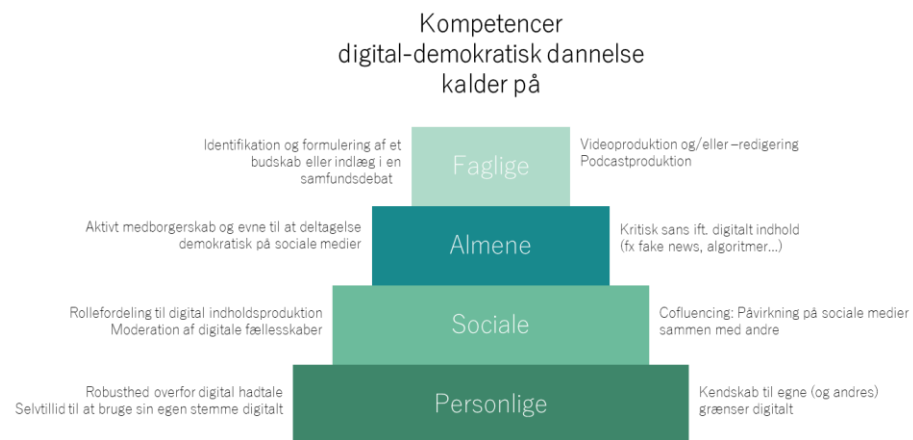 Kompetencer
digital-demokratisk dannelse
kalder på
Identifikation og formulering af et
budskab eller indlæg i en
samfundsdebat
Faglige
Videoproduktion og/eller –redigering
Podcastproduktion
Aktivt medborgerskab og evne til at deltagelse
demokratisk på sociale medier
Almene
Kritisk sans ift. digitalt indhold
(fx fake news, algoritmer...)
Rollefordeling til digital indholdsproduktion
Moderation af digitale fællesskaber
Sociale
Cofluencing: Påvirkning på sociale medier
sammen med andre
Robusthed overfor digital hadtale
Selvtillid til at bruge sin egen stemme digitalt
Personlige
Kendskab til egne (og andres)
grænser digitalt